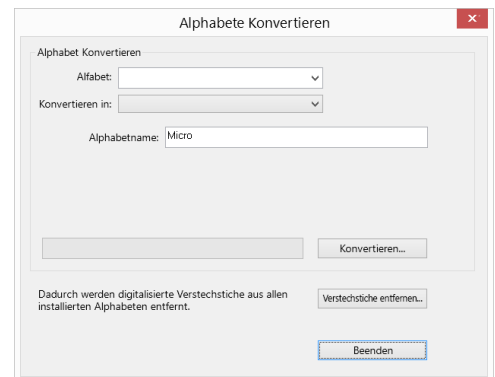 Alphabete Konvertieren
Alphabet Konvertieren
Alfabet:
Konvertieren in:
Alphabetname: Micro
Konvertieren...
Dadurch werden digitalisierte Verstechstiche aus allen
installierten Alphabeten entfernt.
Verstechstiche entfernen...
Beenden